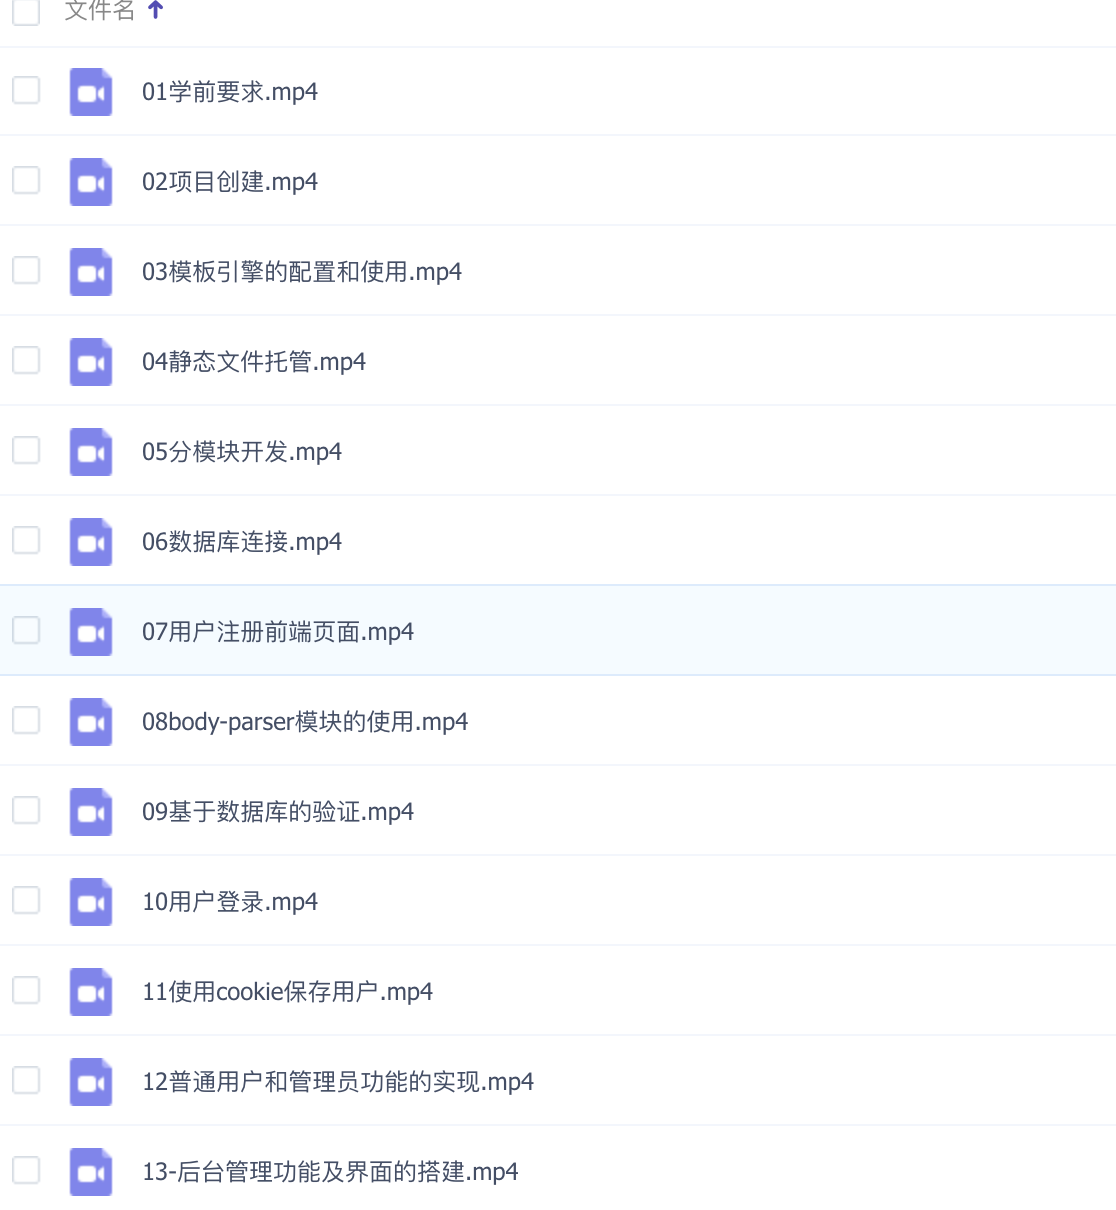 文件名
01学前要求.mp4
02项目创建.mp4
03模板引擎的配置和使用.mp4
04静态文件托管.mp4
05分模块开发.mp4
06数据库连接.mp4
07用户注册前端页面.mp4
08body-parser模块的使用.mp4
09基于数据库的验证.mp4
10用户登录.mp4
11使用cookie保存用户.mp4
12普通用户和管理员功能的实现.mp4
13-后台管理功能及界面的搭建.mp4